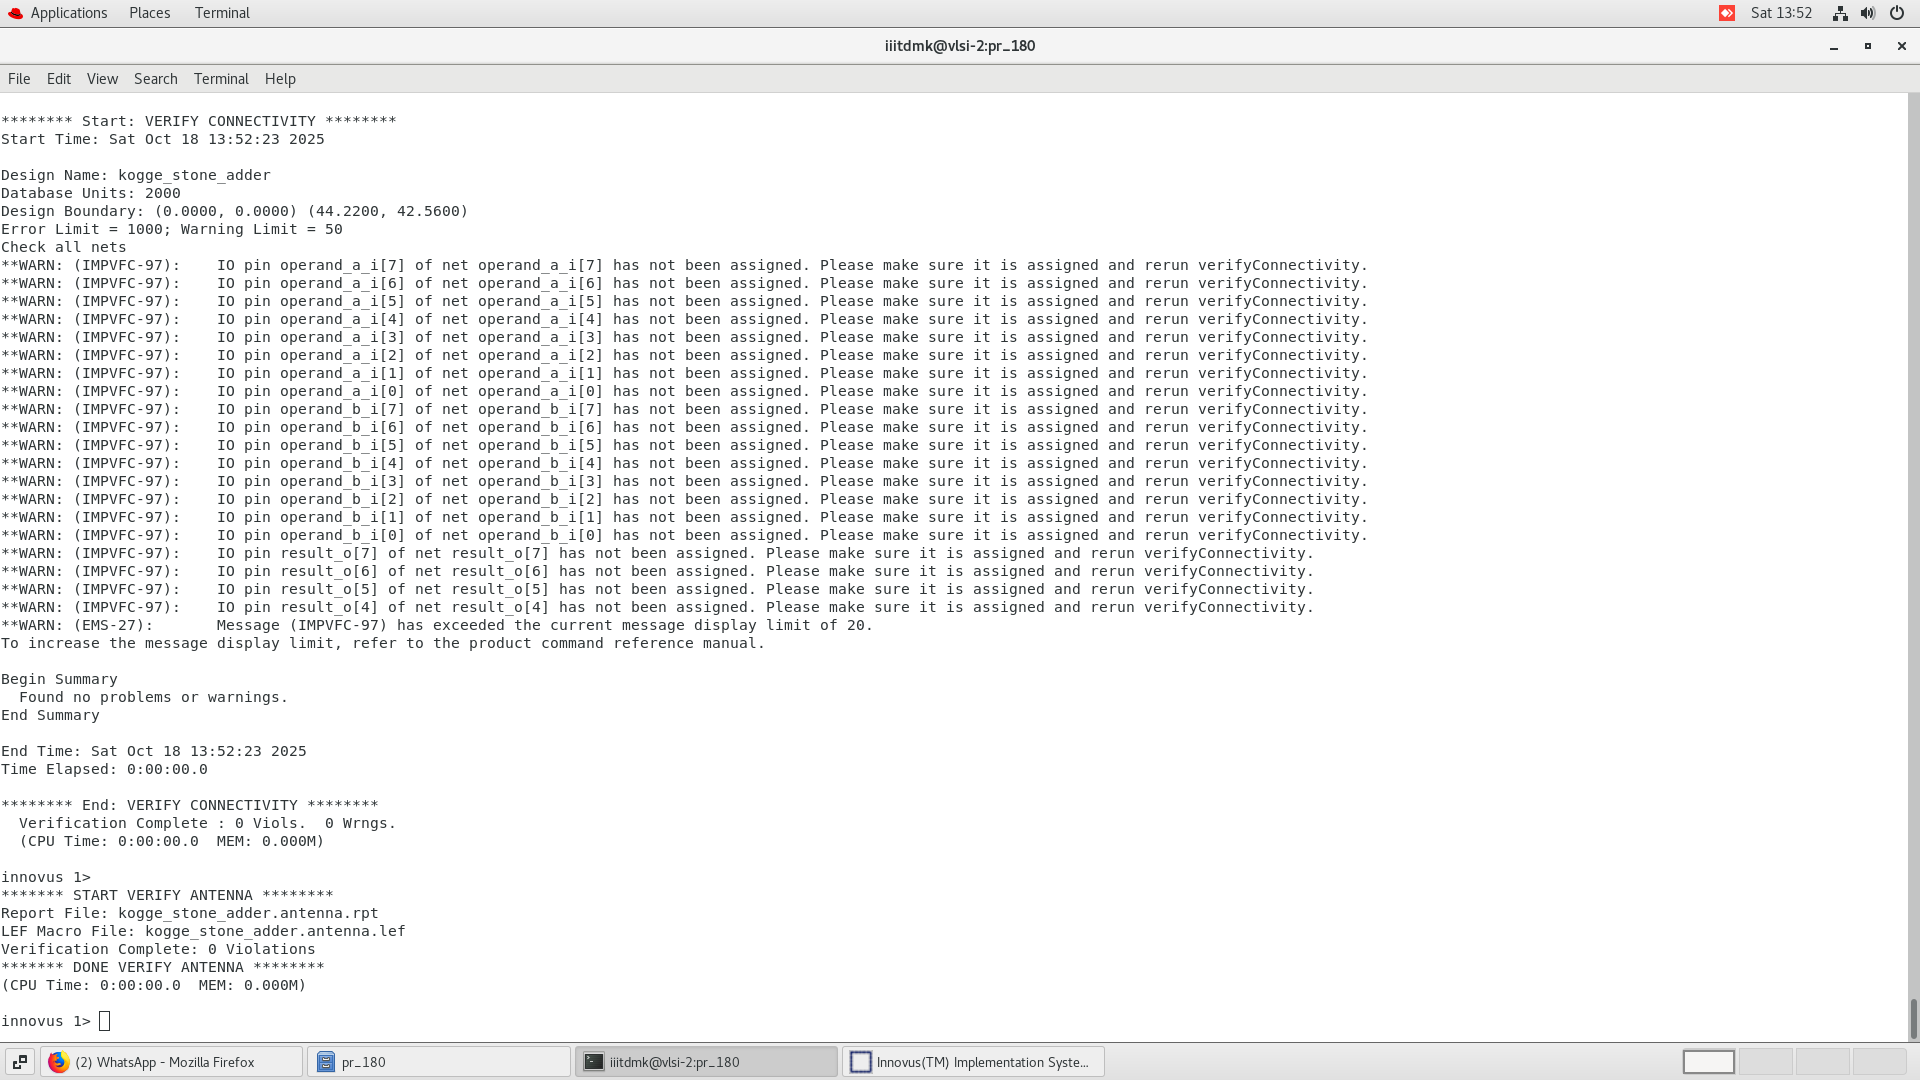 Applications Places Terminal Sat 13:52
iiitdmk@vlsi-2:pr_180
File Edit View Search Terminal Help
******** Start: VERIFY CONNECTIVITY ********
Start Time: Sat Oct 18 13:52:23 2025
Design Name: kogge_stone_adder
Database Units: 2000
Design Boundary: (0.0000, 0.0000) (44.2200, 42.5600)
Error Limit = 1000; Warning Limit = 50
Check all nets
**WARN: (IMPVFC-97):    IO pin operand_a_i[7] of net operand_a_i[7] has not been assigned. Please make sure it is assigned and rerun verifyConnectivity.
**WARN: (IMPVFC-97):    IO pin operand_a_i[6] of net operand_a_i[6] has not been assigned. Please make sure it is assigned and rerun verifyConnectivity.
**WARN: (IMPVFC-97):    IO pin operand_a_i[5] of net operand_a_i[5] has not been assigned. Please make sure it is assigned and rerun verifyConnectivity.
**WARN: (IMPVFC-97):    IO pin operand_a_i[4] of net operand_a_i[4] has not been assigned. Please make sure it is assigned and rerun verifyConnectivity.
**WARN: (IMPVFC-97):    IO pin operand_a_i[3] of net operand_a_i[3] has not been assigned. Please make sure it is assigned and rerun verifyConnectivity.
**WARN: (IMPVFC-97):    IO pin operand_a_i[2] of net operand_a_i[2] has not been assigned. Please make sure it is assigned and rerun verifyConnectivity.
**WARN: (IMPVFC-97):    IO pin operand_a_i[1] of net operand_a_i[1] has not been assigned. Please make sure it is assigned and rerun verifyConnectivity.
**WARN: (IMPVFC-97):    IO pin operand_a_i[0] of net operand_a_i[0] has not been assigned. Please make sure it is assigned and rerun verifyConnectivity.
**WARN: (IMPVFC-97):    IO pin operand_b_i[7] of net operand_b_i[7] has not been assigned. Please make sure it is assigned and rerun verifyConnectivity.
**WARN: (IMPVFC-97):    IO pin operand_b_i[6] of net operand_b_i[6] has not been assigned. Please make sure it is assigned and rerun verifyConnectivity.
**WARN: (IMPVFC-97):    IO pin operand_b_i[5] of net operand_b_i[5] has not been assigned. Please make sure it is assigned and rerun verifyConnectivity.
**WARN: (IMPVFC-97):    IO pin operand_b_i[4] of net operand_b_i[4] has not been assigned. Please make sure it is assigned and rerun verifyConnectivity.
**WARN: (IMPVFC-97):    IO pin operand_b_i[3] of net operand_b_i[3] has not been assigned. Please make sure it is assigned and rerun verifyConnectivity.
**WARN: (IMPVFC-97):    IO pin operand_b_i[2] of net operand_b_i[2] has not been assigned. Please make sure it is assigned and rerun verifyConnectivity.
**WARN: (IMPVFC-97):    IO pin operand_b_i[1] of net operand_b_i[1] has not been assigned. Please make sure it is assigned and rerun verifyConnectivity.
**WARN: (IMPVFC-97):    IO pin operand_b_i[0] of net operand_b_i[0] has not been assigned. Please make sure it is assigned and rerun verifyConnectivity.
**WARN: (IMPVFC-97):    IO pin result_o[7] of net result_o[7] has not been assigned. Please make sure it is assigned and rerun verifyConnectivity.
**WARN: (IMPVFC-97):    IO pin result_o[6] of net result_o[6] has not been assigned. Please make sure it is assigned and rerun verifyConnectivity.
**WARN: (IMPVFC-97):    IO pin result_o[5] of net result_o[5] has not been assigned. Please make sure it is assigned and rerun verifyConnectivity.
**WARN: (IMPVFC-97):    IO pin result_o[4] of net result_o[4] has not been assigned. Please make sure it is assigned and rerun verifyConnectivity.
**WARN: (EMS-27):       Message (IMPVFC-97) has exceeded the current message display limit of 20.
To increase the message display limit, refer to the product command reference manual.
Begin Summary
  Found no problems or warnings.
End Summary
End Time: Sat Oct 18 13:52:23 2025
Time Elapsed: 0:00:00.0
******** End: VERIFY CONNECTIVITY ********
  Verification Complete : 0 Viols.  0 Wrngs.
  (CPU Time: 0:00:00.0  MEM: 0.000M)
innovus 1>
******* START VERIFY ANTENNA ********
Report File: kogge_stone_adder.antenna.rpt
LEF Macro File: kogge_stone_adder.antenna.lef
Verification Complete: 0 Violations
******* DONE VERIFY ANTENNA ********
(CPU Time: 0:00:00.0  MEM: 0.000M)
innovus 1>
(2) WhatsApp - Mozilla Firefox pr_180 iiitdmk@vlsi-2:pr_180 Innovus(TM) Implementation Syste...